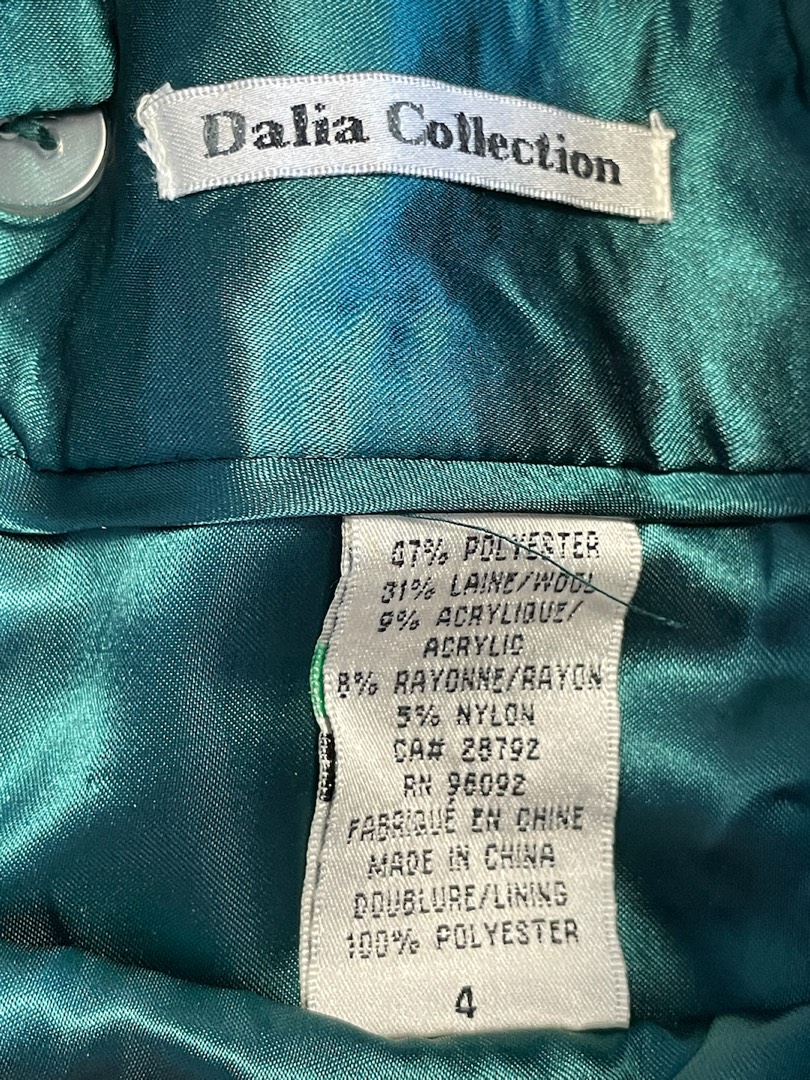 Dalia Collection
47% POLYESTER
31% LAINE/WOOL
9% ACRYLIQUE/
ACRYLIC
8% RAYONNE/RAYON
5% NYLON
CA# 28792
RN 96092
FABRIQUÉ EN CHINE
MADE IN CHINA
DOUBLURE/LINING
100% POLYESTER
4